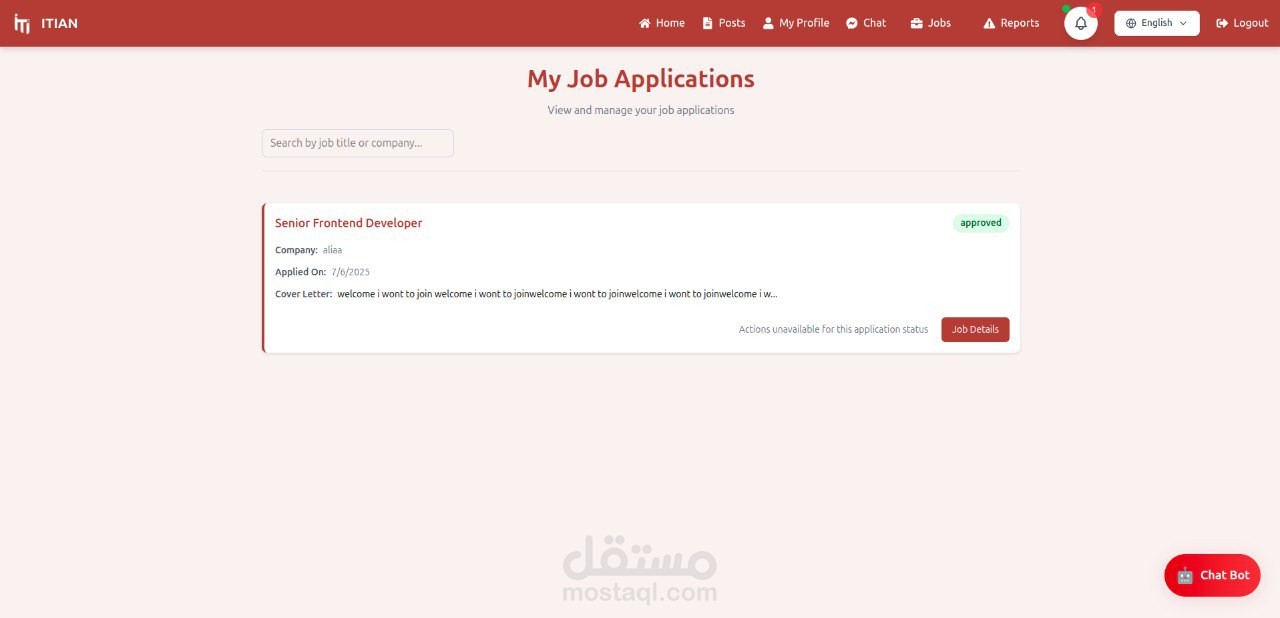 iTi ITIAN Home Posts My Profile Chat Jobs Reports 1 English Logout
My Job Applications
View and manage your job applications
Search by job title or company...
Senior Frontend Developer approved
Company: aliaa
Applied On: 7/6/2025
Cover Letter: welcome i wont to join welcome i wont to joinwelcome i wont to joinwelcome i wont to joinwelcome i w...
Actions unavailable for this application status Job Details
مستقل
mostaql.com
Chat Bot